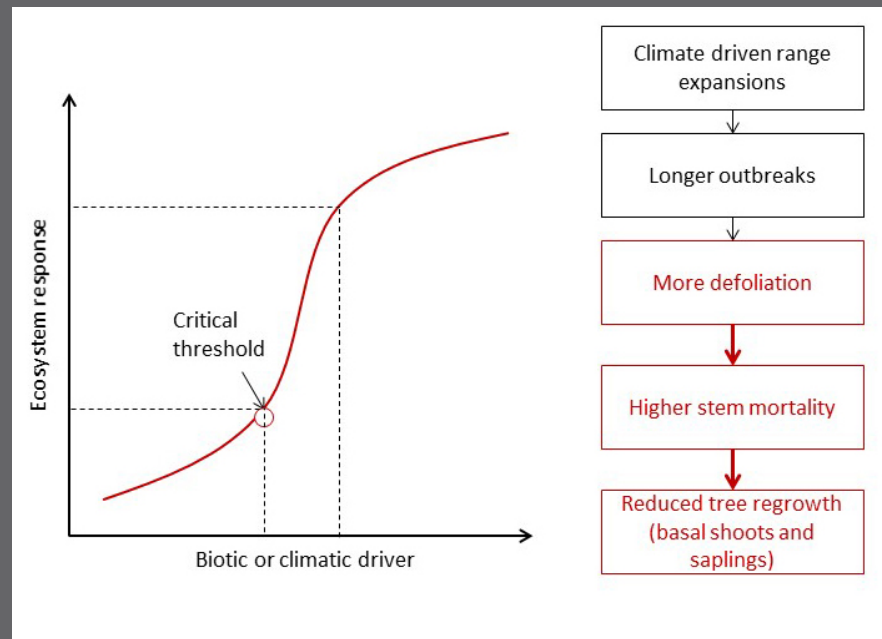 Ecosystem response
Critical
threshold
Biotic or climatic driver
Climate driven range
expansions
Longer outbreaks
More defoliation
Higher stem mortality
Reduced tree regrowth
(basal shoots and
saplings)